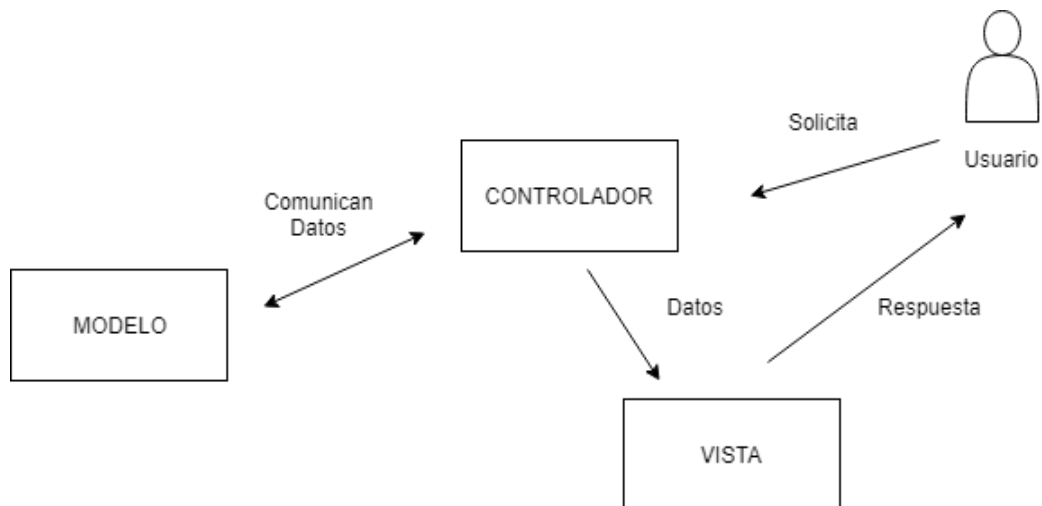 Solicita
Usuario
CONTROLADOR
Comunican
Datos
MODELO
Datos
Respuesta
VISTA